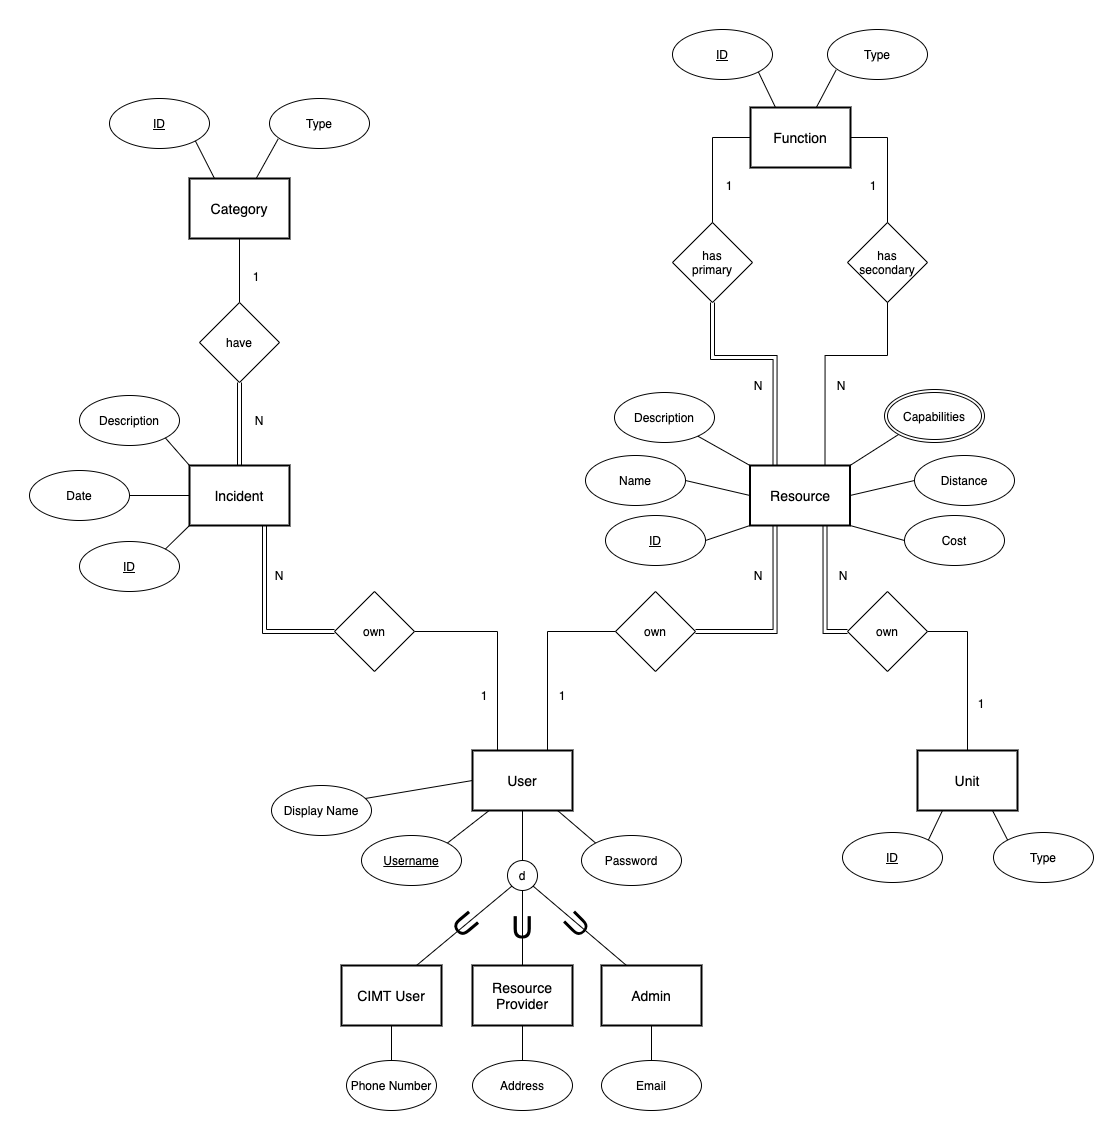 ID
Type
Function
ID
Type
1
1
Category
has
primary
has
secondary
1
have
N
N
Description
N
Description
Capabilities
Date
Incident
Name
Resource
Distance
ID
ID
Cost
N
N
N
own
own
own
1
1
1
User
Unit
Display Name
Username
Password
ID
Type
d
CIMT User
Resource
Provider
Admin
Phone Number
Address
Email